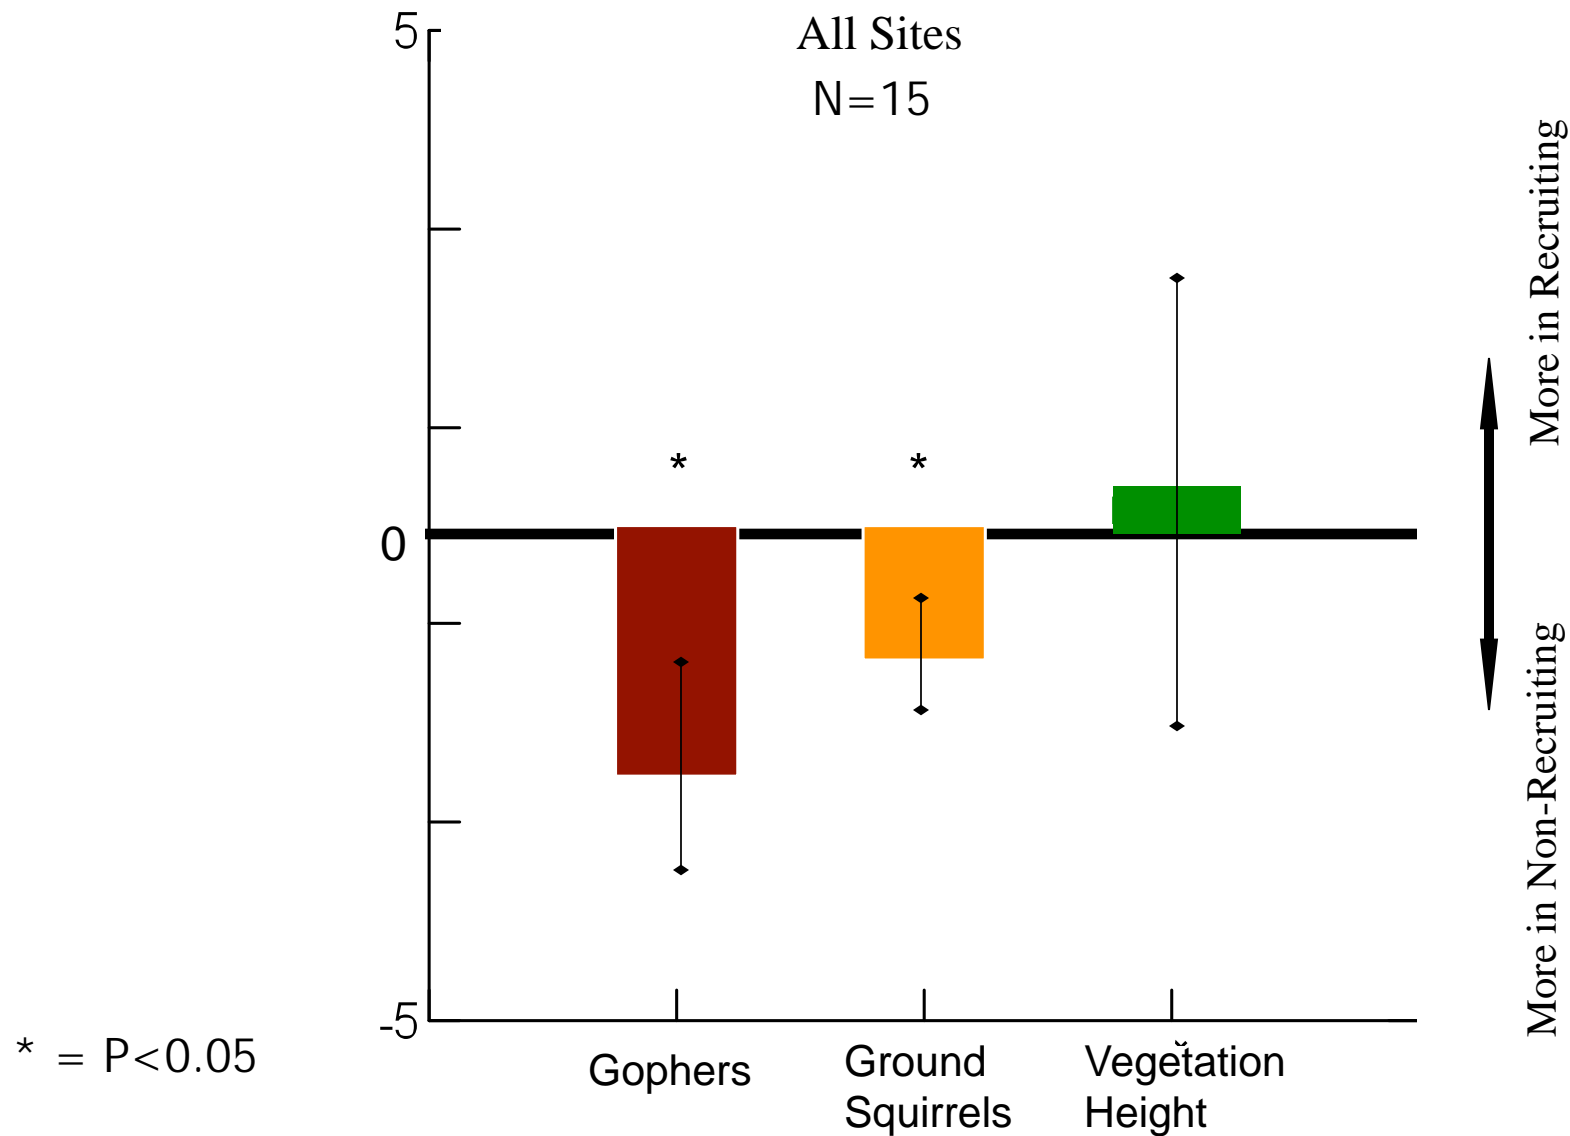 All Sites
N=15
5
0
-5
*
*
More in Recruiting
More in Non-Recruiting
* = P<0.05
Gophers
Ground
Squirrels
Vegetation
Height